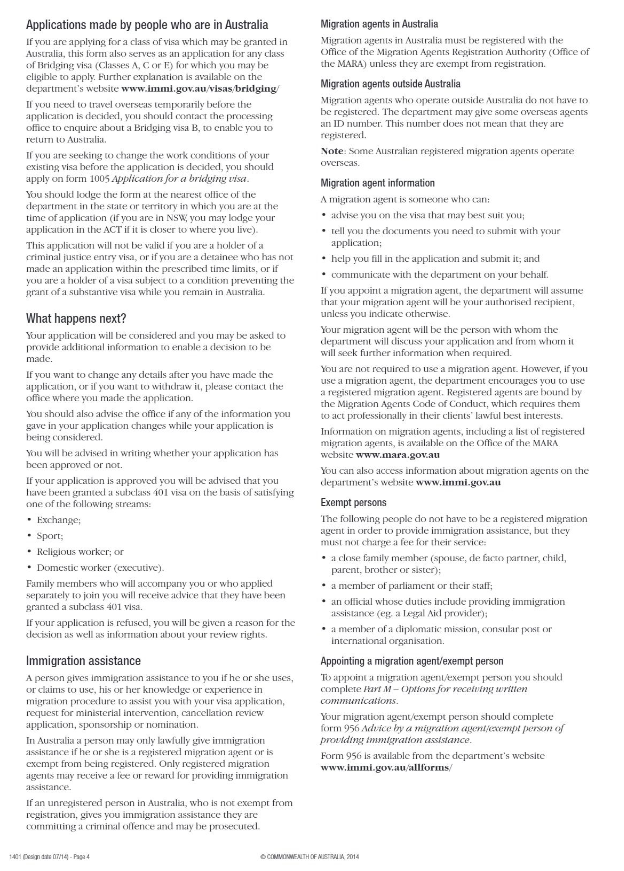 Applications made by people who are in Australia
If you are applying for a class of visa which may be granted in
Australia, this form also serves as an application for any class
of Bridging visa (Classes A, C or E) for which you may be
eligible to apply. Further explanation is available on the
department's website www.immi.gov.au/visas/bridging/
If you need to travel overseas temporarily before the
application is decided, you should contact the processing
office to enquire about a Bridging visa B, to enable you to
return to Australia.
If you are seeking to change the work conditions of your
existing visa before the application is decided, you should
apply on form 1005 Application for a bridging visa.
You should lodge the form at the nearest office of the
department in the state or territory in which you are at the
time of application (if you are in NSW, you may lodge your
application in the ACT if it is closer to where you live).
This application will not be valid if you are a holder of a
criminal justice entry visa, or if you are a detainee who has not
made an application within the prescribed time limits, or if
you are a holder of a visa subject to a condition preventing the
grant of a substantive visa while you remain in Australia.
What happens next?
Your application will be considered and you may be asked to
provide additional information to enable a decision to be
made.
If you want to change any details after you have made the
application, or if you want to withdraw it, please contact the
office where you made the application.
You should also advise the office if any of the information you
gave in your application changes while your application is
being considered.
You will be advised in writing whether your application has
been approved or not.
If your application is approved you will be advised that you
have been granted a subclass 401 visa on the basis of satisfying
one of the following streams:
• Exchange;
• Sport;
• Religious worker; or
• Domestic worker (executive).
Family members who will accompany you or who applied
separately to join you will receive advice that they have been
granted a subclass 401 visa.
If your application is refused, you will be given a reason for the
decision as well as information about your review rights.
Immigration assistance
A person gives immigration assistance to you if he or she uses,
or claims to use, his or her knowledge or experience in
migration procedure to assist you with your visa application,
request for ministerial intervention, cancellation review
application, sponsorship or nomination.
In Australia a person may only lawfully give immigration
assistance if he or she is a registered migration agent or is
exempt from being registered. Only registered migration
agents may receive a fee or reward for providing immigration
assistance.
If an unregistered person in Australia, who is not exempt from
registration, gives you immigration assistance they are
committing a criminal offence and may be prosecuted.
Migration agents in Australia
Migration agents in Australia must be registered with the
Office of the Migration Agents Registration Authority (Office of
the MARA) unless they are exempt from registration.
Migration agents outside Australia
Migration agents who operate outside Australia do not have to
be registered. The department may give some overseas agents
an ID number. This number does not mean that they are
registered.
Note: Some Australian registered migration agents operate
overseas.
Migration agent information
A migration agent is someone who can:
• advise you on the visa that may best suit you;
• tell you the documents you need to submit with your
application;
• help you fill in the application and submit it; and
• communicate with the department on your behalf.
If you appoint a migration agent, the department will assume
that your migration agent will be your authorised recipient,
unless you indicate otherwise.
Your migration agent will be the person with whom the
department will discuss your application and from whom it
will seek further information when required.
You are not required to use a migration agent. However, if you
use a migration agent, the department encourages you to use
a registered migration agent. Registered agents are bound by
the Migration Agents Code of Conduct, which requires them
to act professionally in their clients' lawful best interests.
Information on migration agents, including a list of registered
migration agents, is available on the Office of the MARA
website www.mara.gov.au
You can also access information about migration agents on the
department's website www.immi.gov.au
Exempt persons
The following people do not have to be a registered migration
agent in order to provide immigration assistance, but they
must not charge a fee for their service:
• a close family member (spouse, de facto partner, child,
parent, brother or sister);
• a member of parliament or their staff;
• an official whose duties include providing immigration
assistance (eg. a Legal Aid provider);
• a member of a diplomatic mission, consular post or
international organisation.
Appointing a migration agent/exempt person
To appoint a migration agent/exempt person you should
complete Part M – Options for receiving written
communications.
Your migration agent/exempt person should complete
form 956 Advice by a migration agent/exempt person of
providing immigration assistance.
Form 956 is available from the department's website
www.immi.gov.au/allforms/
1401 (Design date 07/14) - Page 4
© COMMONWEALTH OF AUSTRALIA, 2014